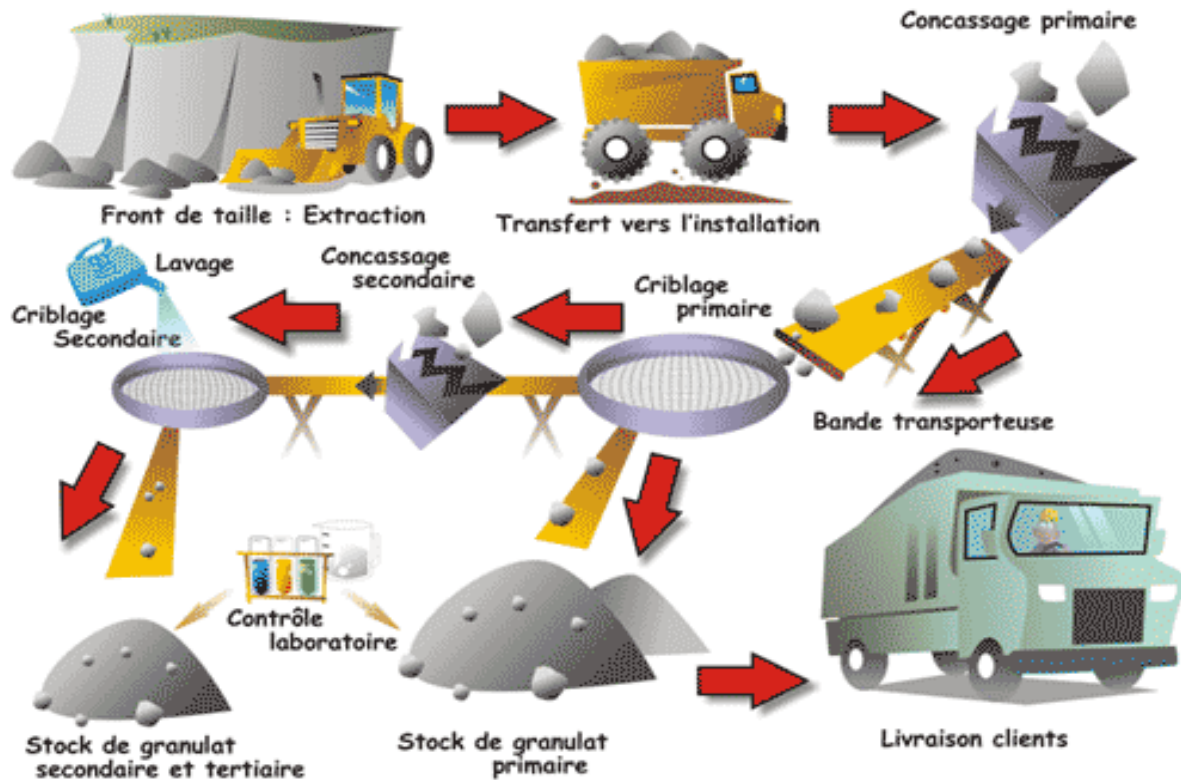 Concassage primaire
Front de taille : Extraction
Transfert vers l'installation
Lavage
Criblage
Secondaire
Concassage
secondaire
Criblage
primaire
Bande transporteuse
Contrôle
laboratoire
Stock de granulat
secondaire et tertiaire
Stock de granulat
primaire
Livraison clients